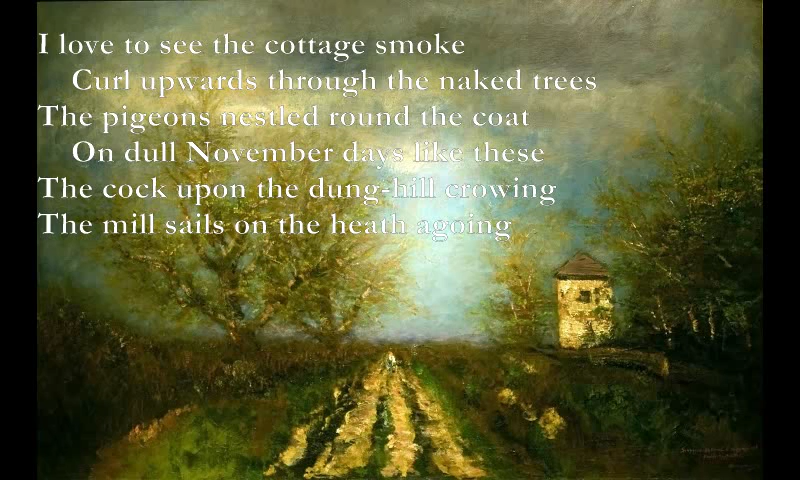 I love to see the cottage smoke
Curl upwards through the naked trees
The pigeons nestled round the coat
On dull November days like these
The cock upon the dung-hill crowing
The mill sails on the heath agoing